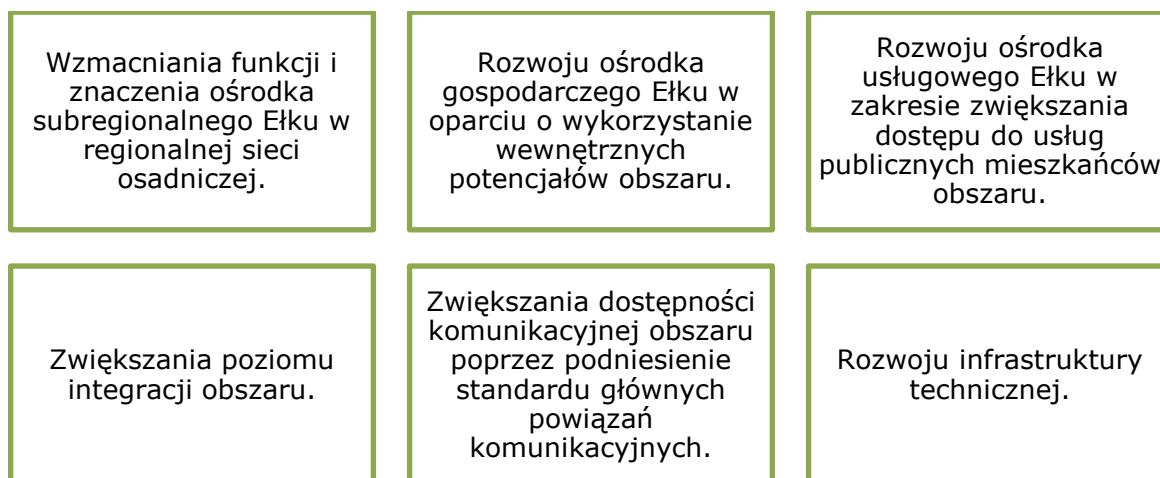 Wzmacniania funkcji i
znaczenia ośrodka
subregionalnego Ełku w
regionalnej sieci
osadniczej.
Rozwoju ośrodka
gospodarczego Ełku w
oparciu o wykorzystanie
wewnętrznych
potencjałów obszaru.
Rozwoju ośrodka
usługowego Ełku w
zakresie zwiększania
dostępu do usług
publicznych mieszkańców
obszaru.
Zwiększania poziomu
integracji obszaru.
Zwiększania dostępności
komunikacyjnej obszaru
poprzez podniesienie
standardu głównych
powiązań
komunikacyjnych.
Rozwoju infrastruktury
technicznej.